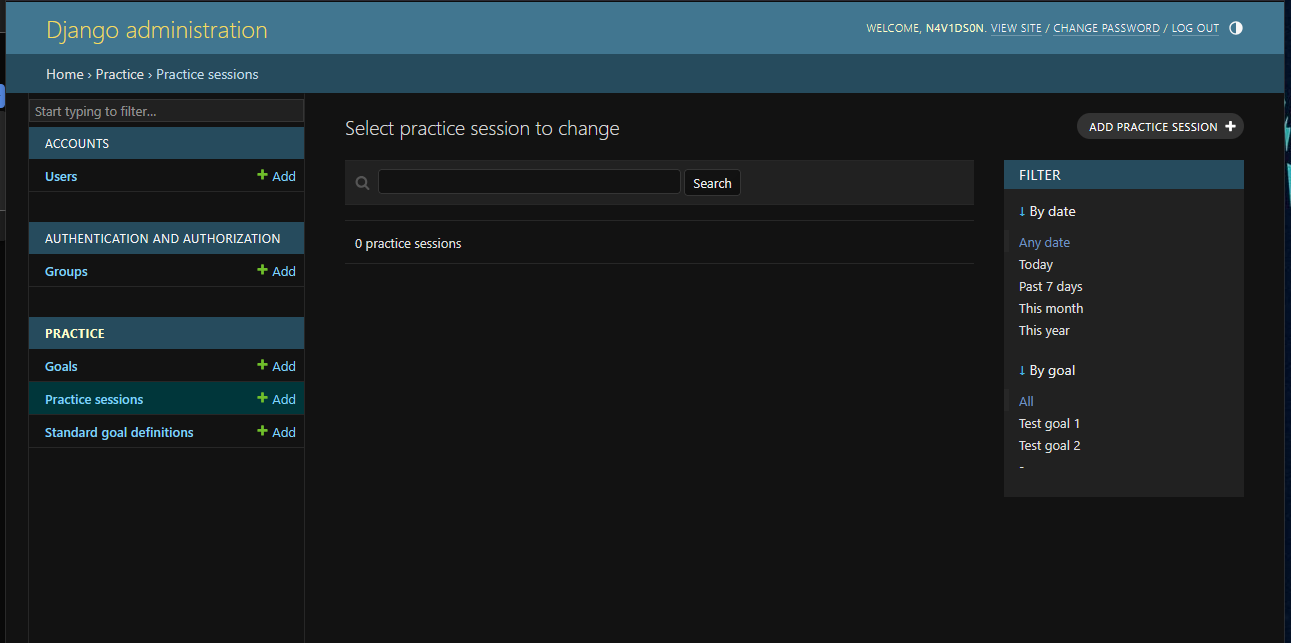 Django administration
WELCOME, N4V1DS0N. VIEW SITE / CHANGE PASSWORD / LOG OUT
Home › Practice › Practice sessions
Start typing to filter...
ACCOUNTS
Users + Add
AUTHENTICATION AND AUTHORIZATION
Groups + Add
PRACTICE
Goals + Add
Practice sessions + Add
Standard goal definitions + Add
Select practice session to change
ADD PRACTICE SESSION +
Search
0 practice sessions
FILTER
↓ By date
Any date
Today
Past 7 days
This month
This year
↓ By goal
All
Test goal 1
Test goal 2
-